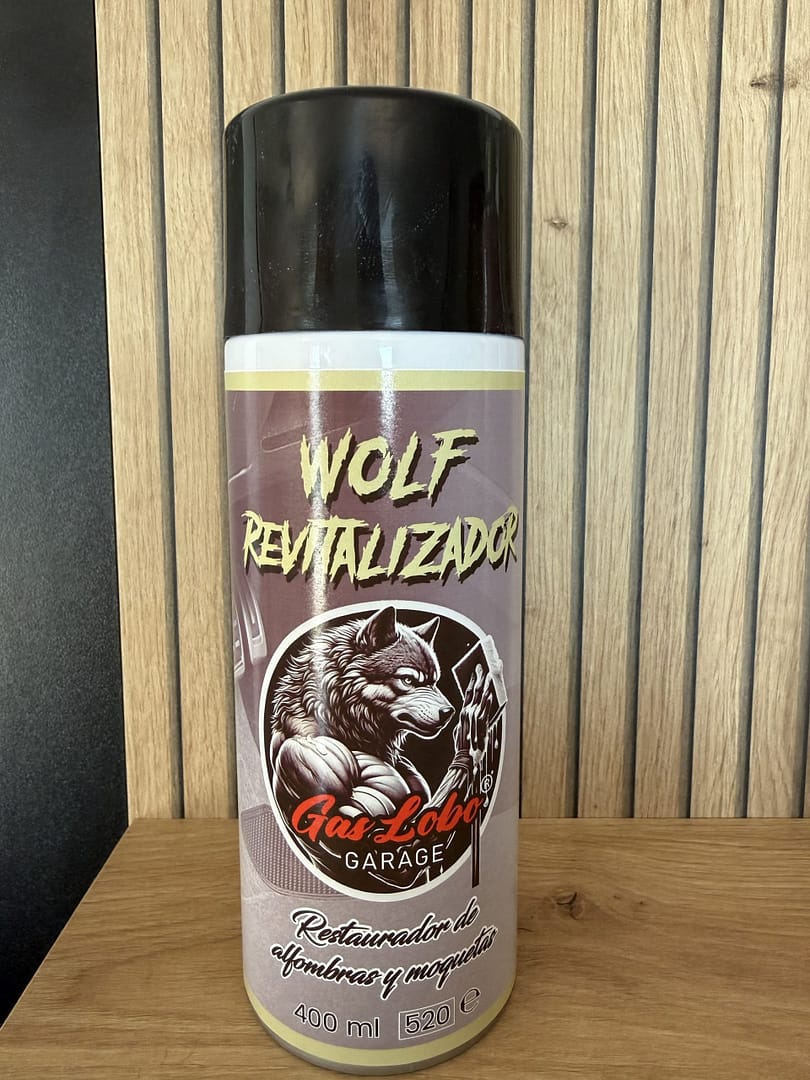 WOLF
REVITALIZADOR
Gas Lobo ®
GARAGE
Restaurador de
alfombras y moquetas
400 ml 520 ℮